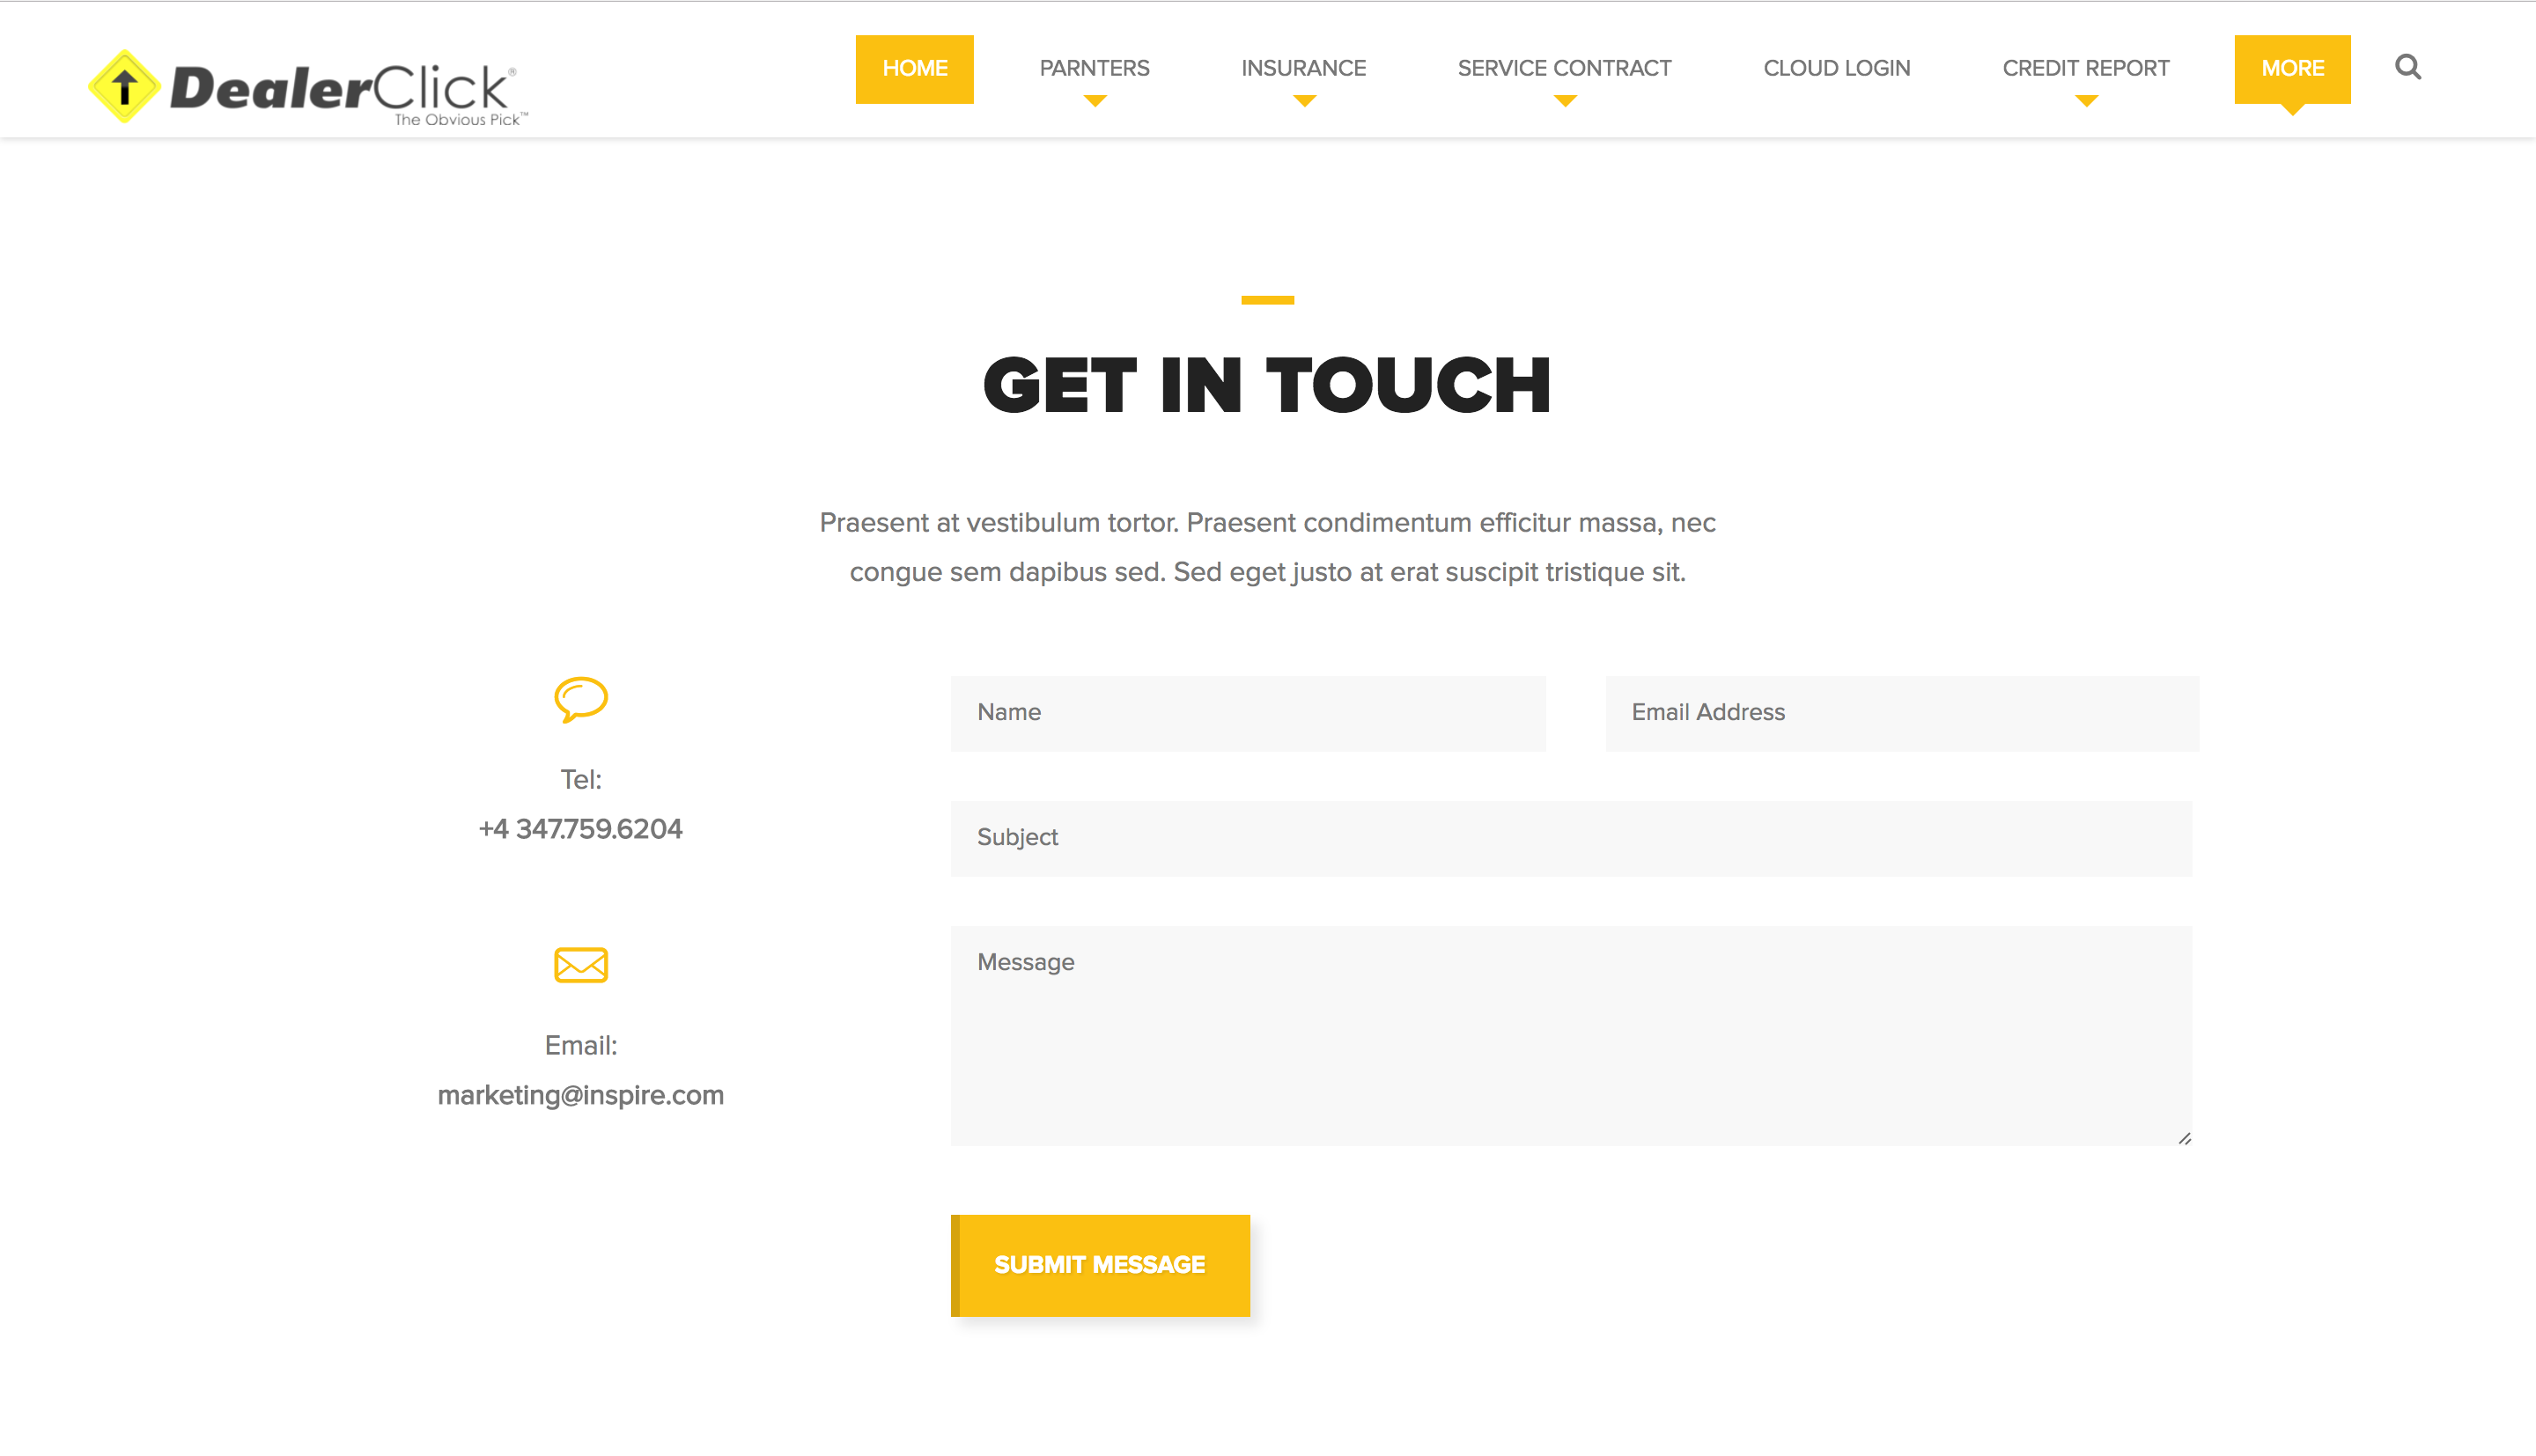 DealerClick®
The Obvious Pick™
HOME
PARNTERS
INSURANCE
SERVICE CONTRACT
CLOUD LOGIN
CREDIT REPORT
MORE
GET IN TOUCH
Praesent at vestibulum tortor. Praesent condimentum efficitur massa, nec
congue sem dapibus sed. Sed eget justo at erat suscipit tristique sit.
Tel:
+4 347.759.6204
Email:
marketing@inspire.com
Name
Email Address
Subject
Message
SUBMIT MESSAGE